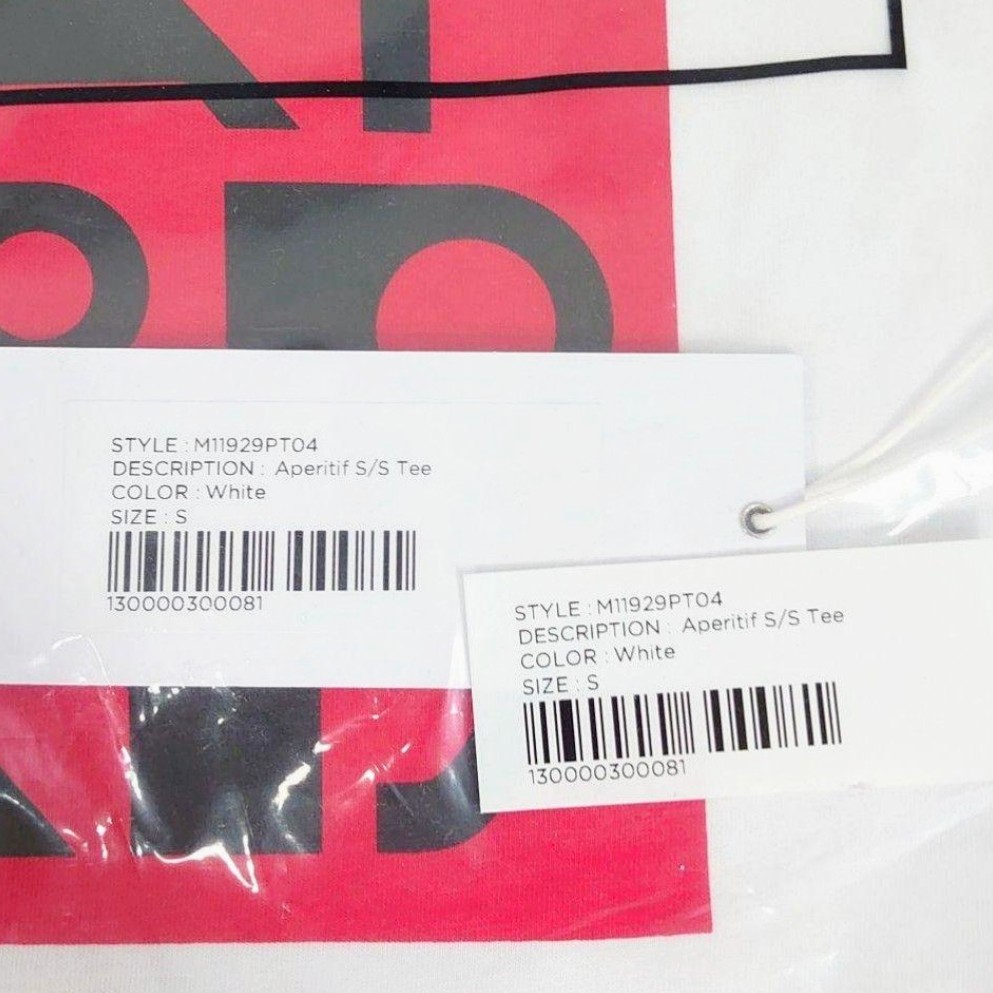 STYLE : M11929PT04
DESCRIPTION : Aperitif S/S Tee
COLOR : White
SIZE : S
130000300081
STYLE : M11929PT04
DESCRIPTION : Aperitif S/S Tee
COLOR : White
SIZE : S
130000300081